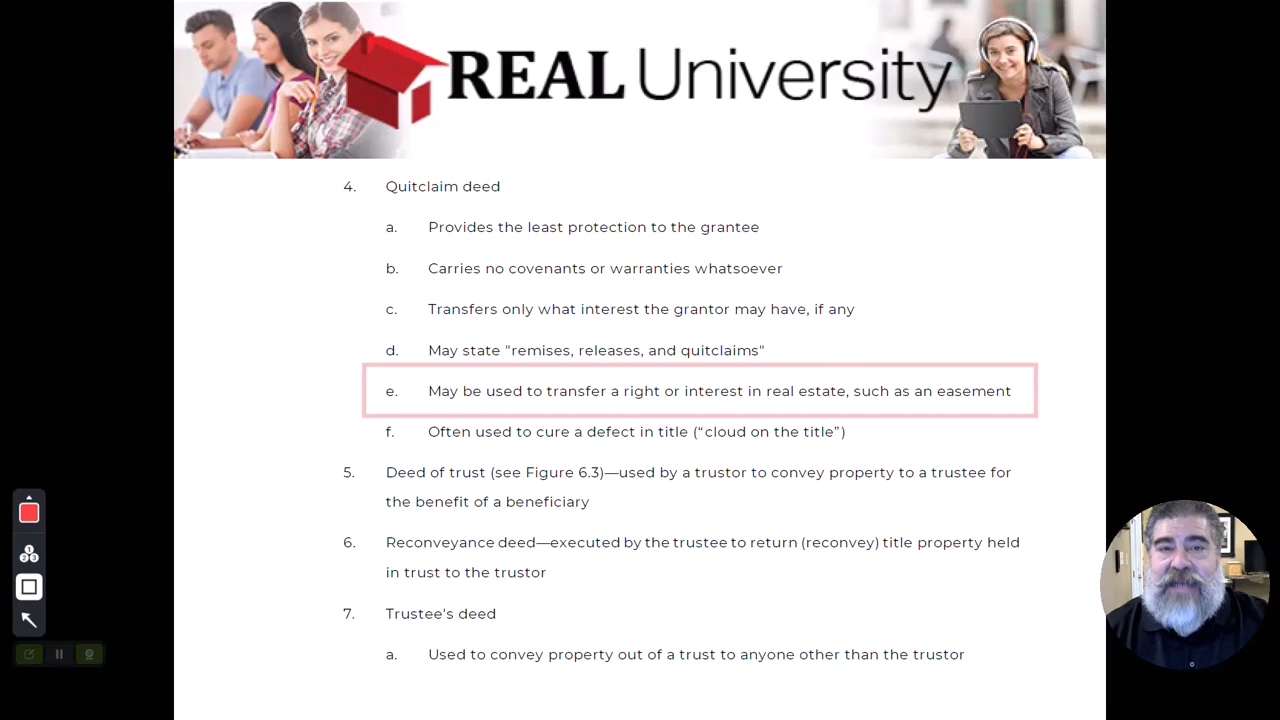 REAL University
4. Quitclaim deed
a. Provides the least protection to the grantee
b. Carries no covenants or warranties whatsoever
c. Transfers only what interest the grantor may have, if any
d. May state "remises, releases, and quitclaims"
e. May be used to transfer a right or interest in real estate, such as an easement
f. Often used to cure a defect in title (“cloud on the title”)
5. Deed of trust (see Figure 6.3)—used by a trustor to convey property to a trustee for
the benefit of a beneficiary
6. Reconveyance deed—executed by the trustee to return (reconvey) title property held
in trust to the trustor
7. Trustee's deed
a. Used to convey property out of a trust to anyone other than the trustor